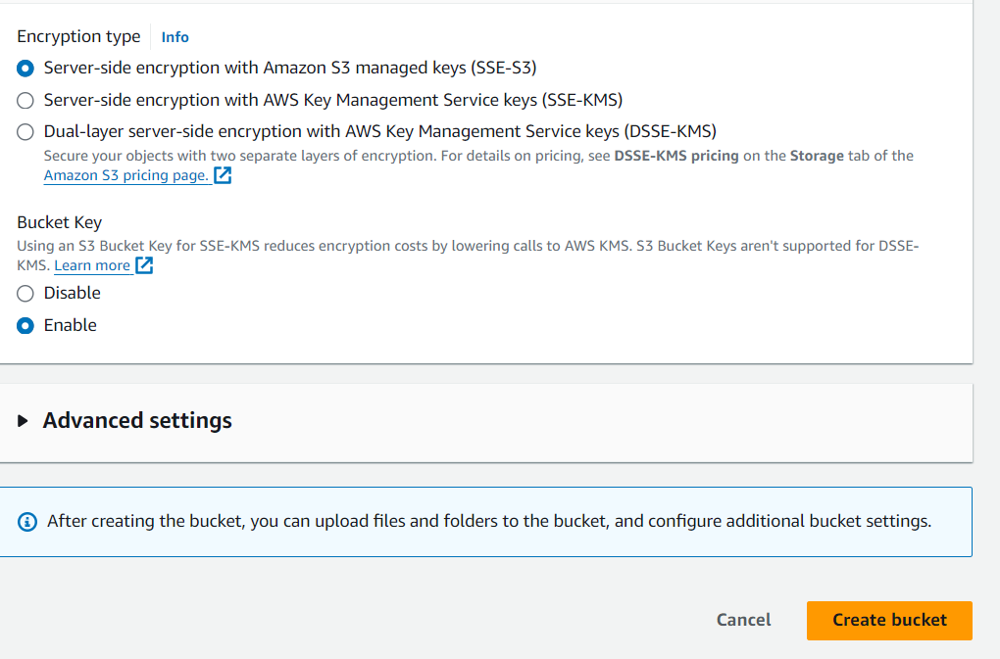 Encryption type Info
Server-side encryption with Amazon S3 managed keys (SSE-S3)
Server-side encryption with AWS Key Management Service keys (SSE-KMS)
Dual-layer server-side encryption with AWS Key Management Service keys (DSSE-KMS)
Secure your objects with two separate layers of encryption. For details on pricing, see DSSE-KMS pricing on the Storage tab of the
Amazon S3 pricing page.
Bucket Key
Using an S3 Bucket Key for SSE-KMS reduces encryption costs by lowering calls to AWS KMS. S3 Bucket Keys aren't supported for DSSE-
KMS. Learn more
Disable
Enable
Advanced settings
After creating the bucket, you can upload files and folders to the bucket, and configure additional bucket settings.
Cancel Create bucket